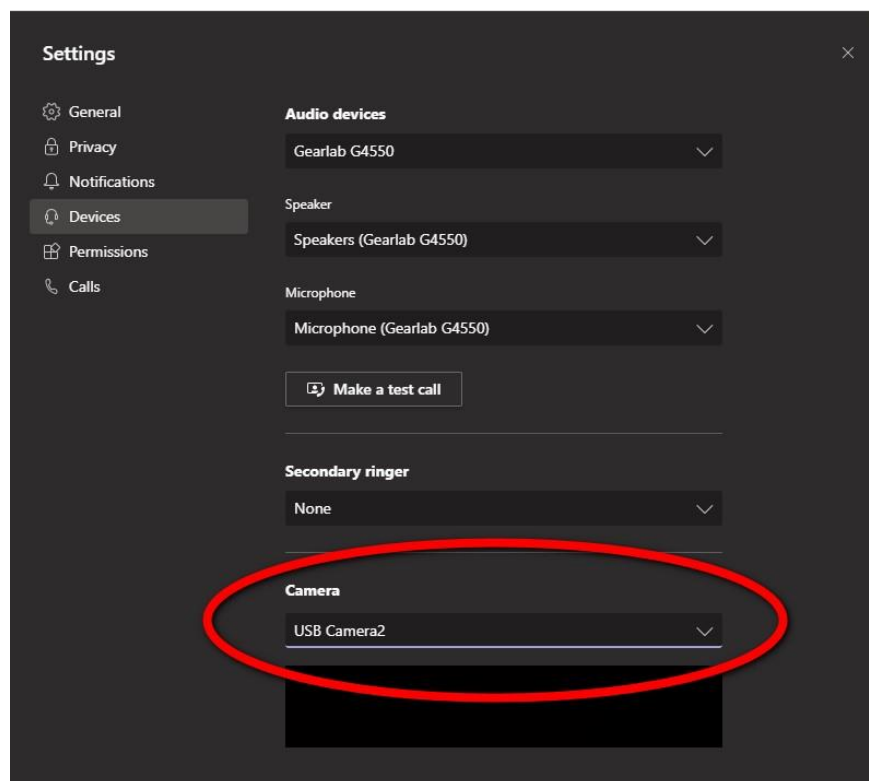 Settings
General
Privacy
Notifications
Devices
Permissions
Calls
Audio devices
Gearlab G4550
Speaker
Speakers (Gearlab G4550)
Microphone
Microphone (Gearlab G4550)
Make a test call
Secondary ringer
None
Camera
USB Camera2